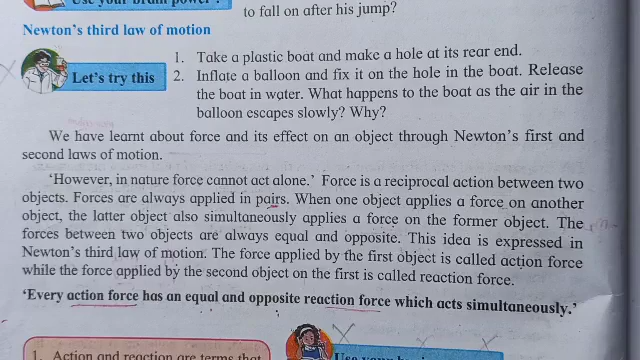 Use your brain power !
to fall on after his jump?
Newton's third law of motion
1. Take a plastic boat and make a hole at its rear end.
Let's try this
2. Inflate a balloon and fix it on the hole in the boat. Release
the boat in water. What happens to the boat as the air in the
balloon escapes slowly? Why?
We have learnt about force and its effect on an object through Newton's first and
second laws of motion.
'However, in nature force cannot act alone.' Force is a reciprocal action between two
objects. Forces are always applied in pairs. When one object applies a force on another
object, the latter object also simultaneously applies a force on the former object. The
forces between two objects are always equal and opposite. This idea is expressed in
Newton's third law of motion. The force applied by the first object is called action force
while the force applied by the second object on the first is called reaction force.
'Every action force has an equal and opposite reaction force which acts simultaneously.'
1. Action and reaction are terms that
Use your